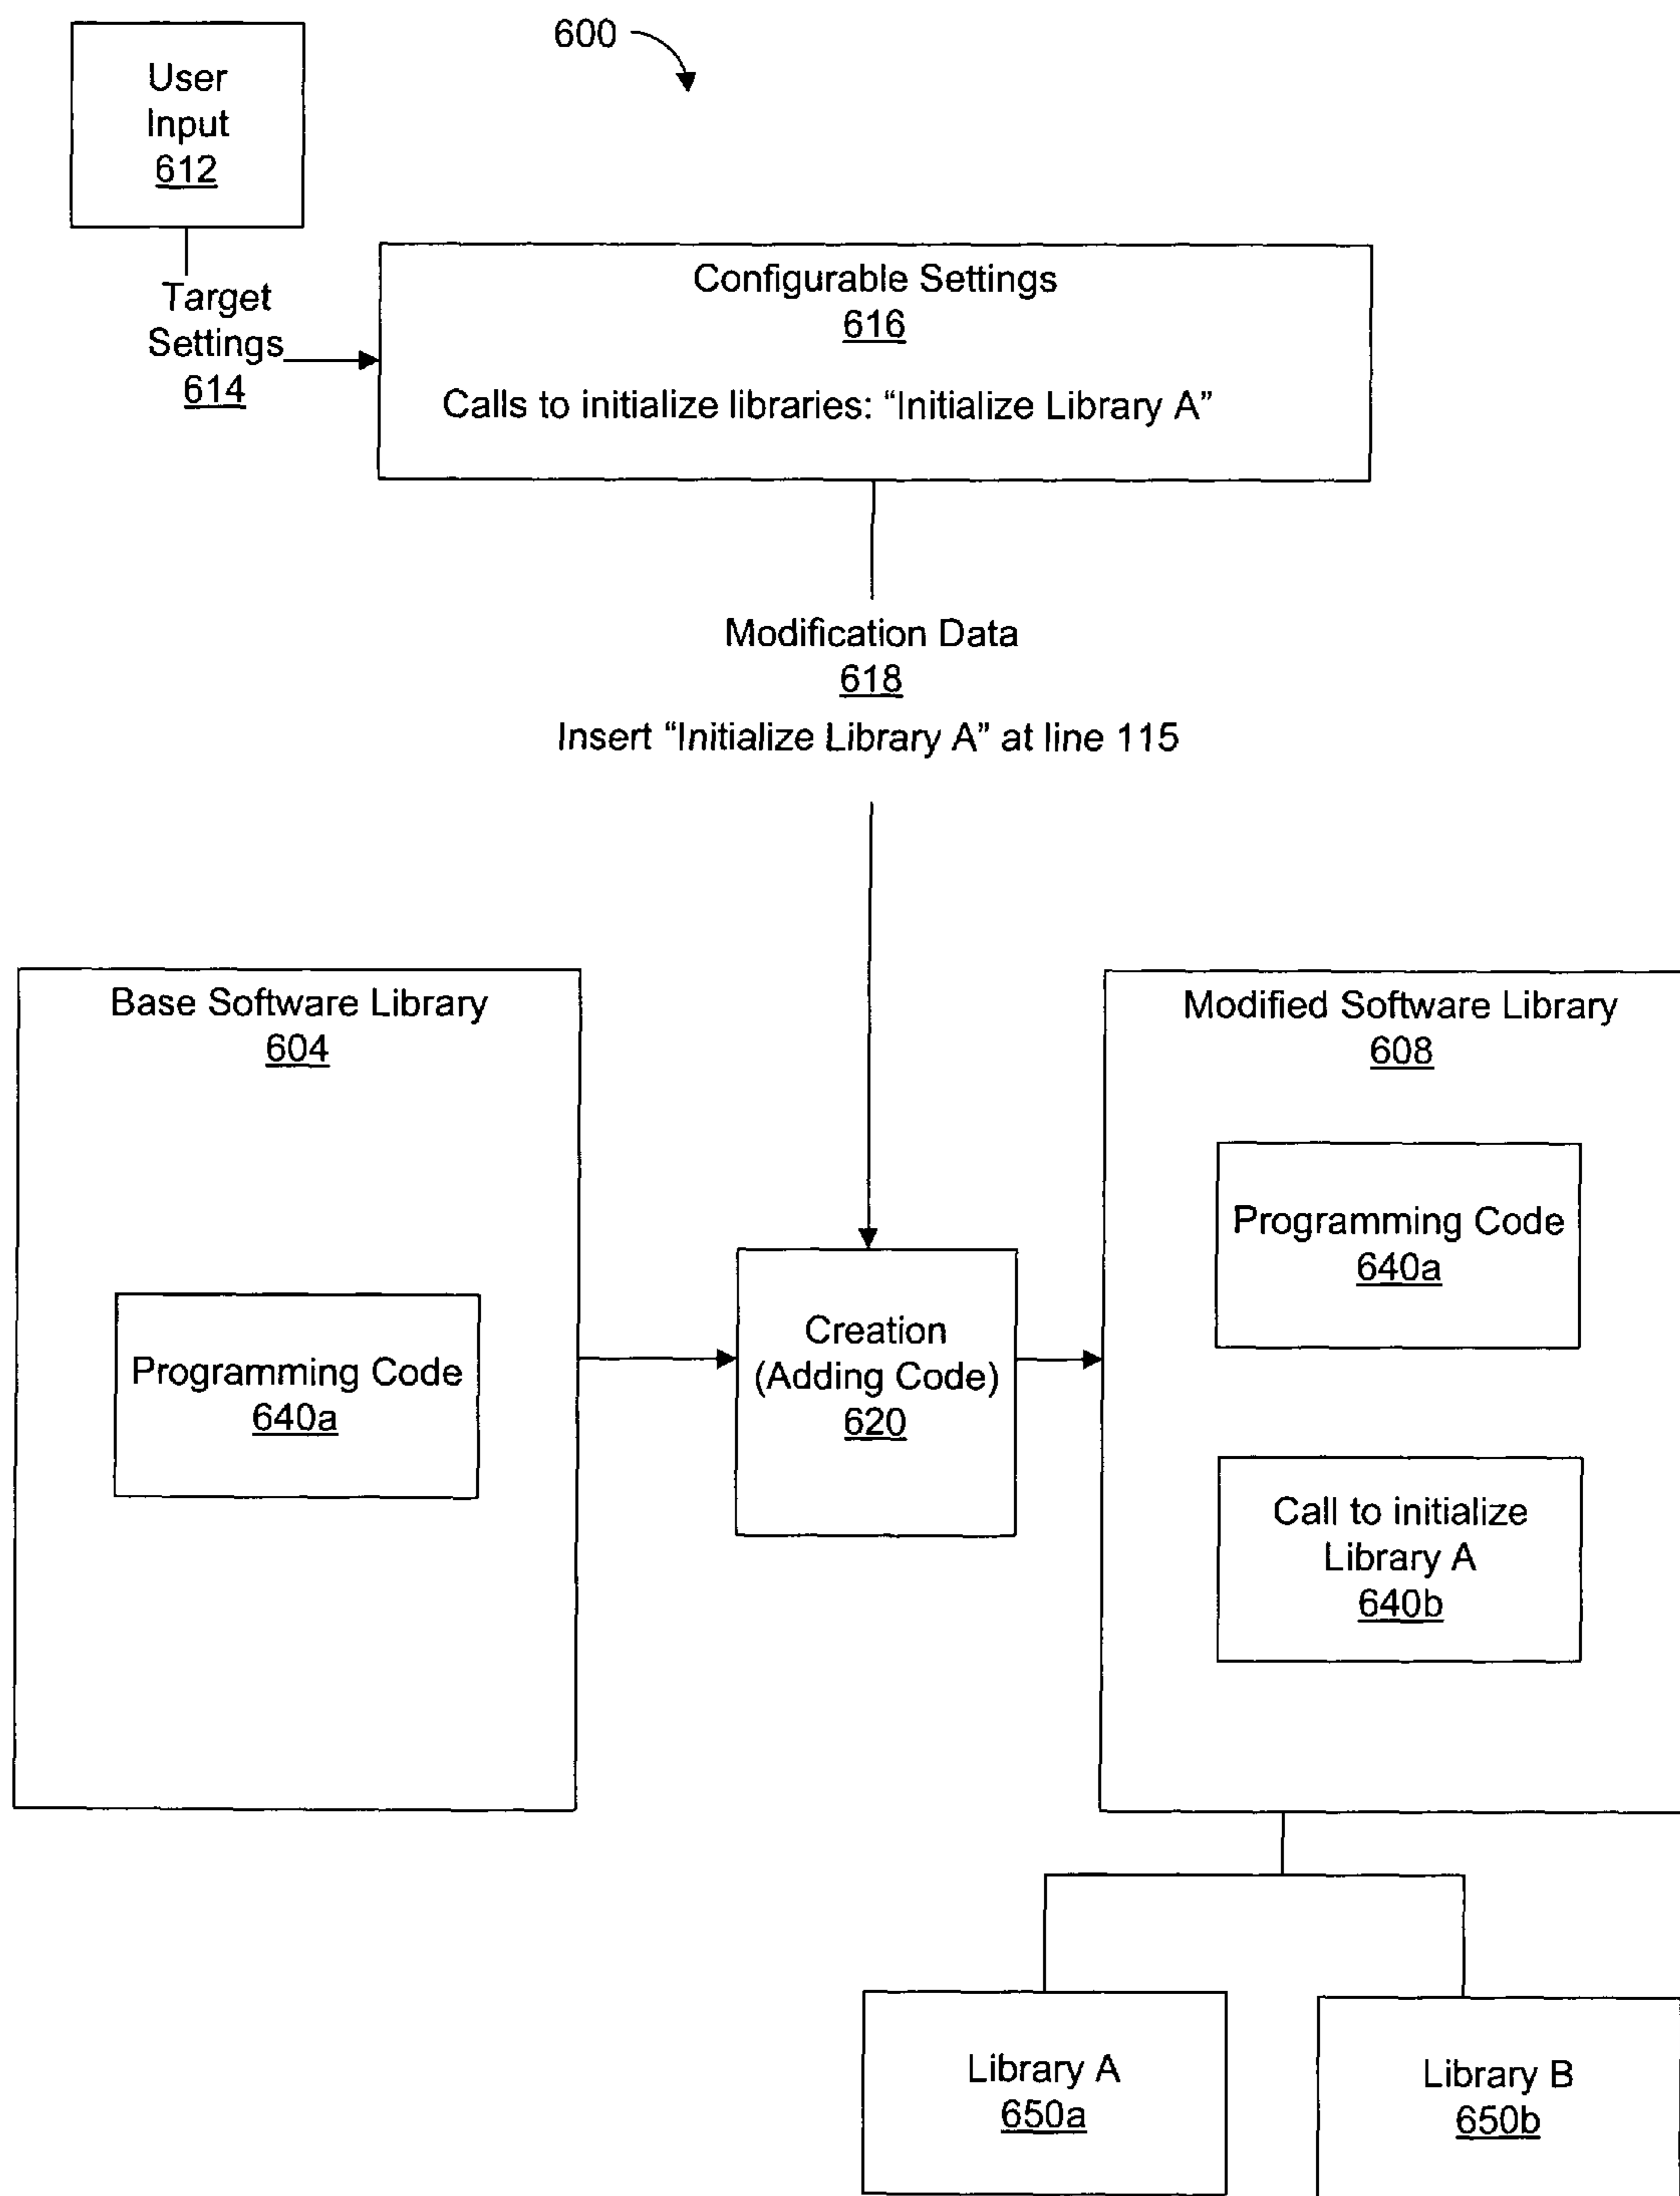 600
User
Input
612
Target
Settings
614
Configurable Settings
616
Calls to initialize libraries: “Initialize Library A”
Modification Data
618
Insert “Initialize Library A” at line 115
Base Software Library
604
Programming Code
640a
Creation
(Adding Code)
620
Modified Software Library
608
Programming Code
640a
Call to initialize
Library A
640b
Library A
650a
Library B
650b